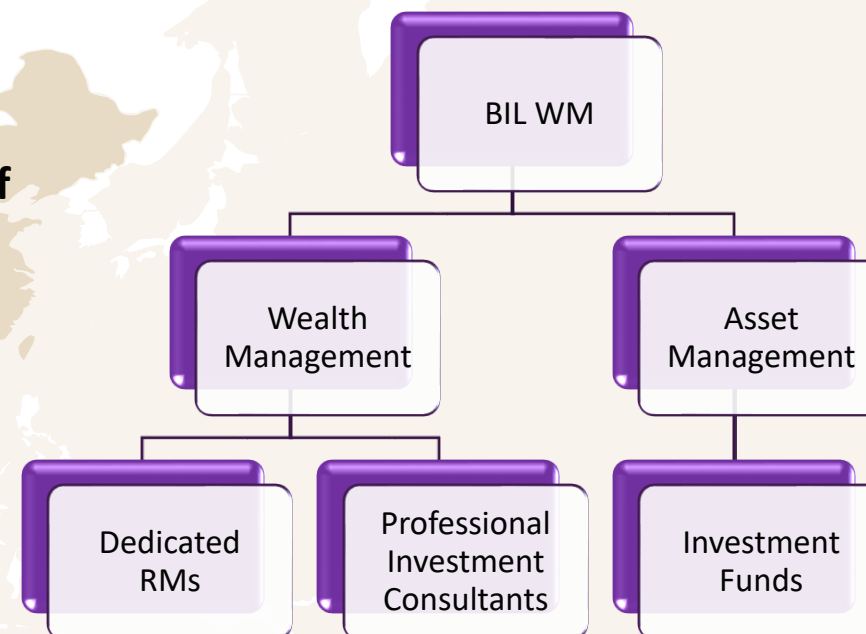 BIL WM
f
Wealth
Management
Asset
Management
Dedicated
RMs
Professional
Investment
Consultants
Investment
Funds